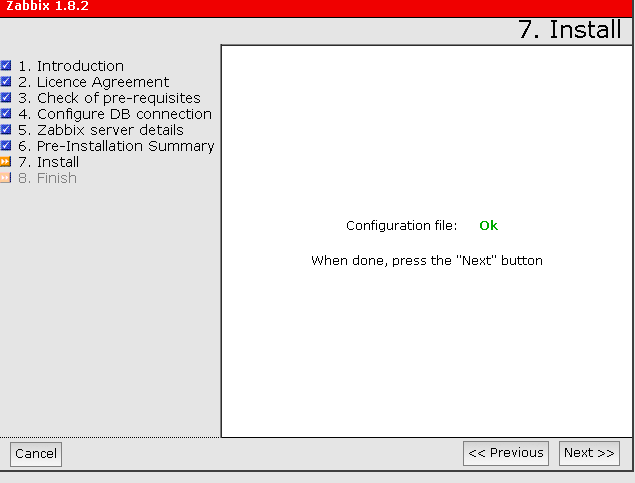 Zabbix 1.8.2
7. Install
1. Introduction
2. Licence Agreement
3. Check of pre-requisites
4. Configure DB connection
5. Zabbix server details
6. Pre-Installation Summary
7. Install
8. Finish
Configuration file: Ok
When done, press the "Next" button
Cancel
<< Previous
Next >>